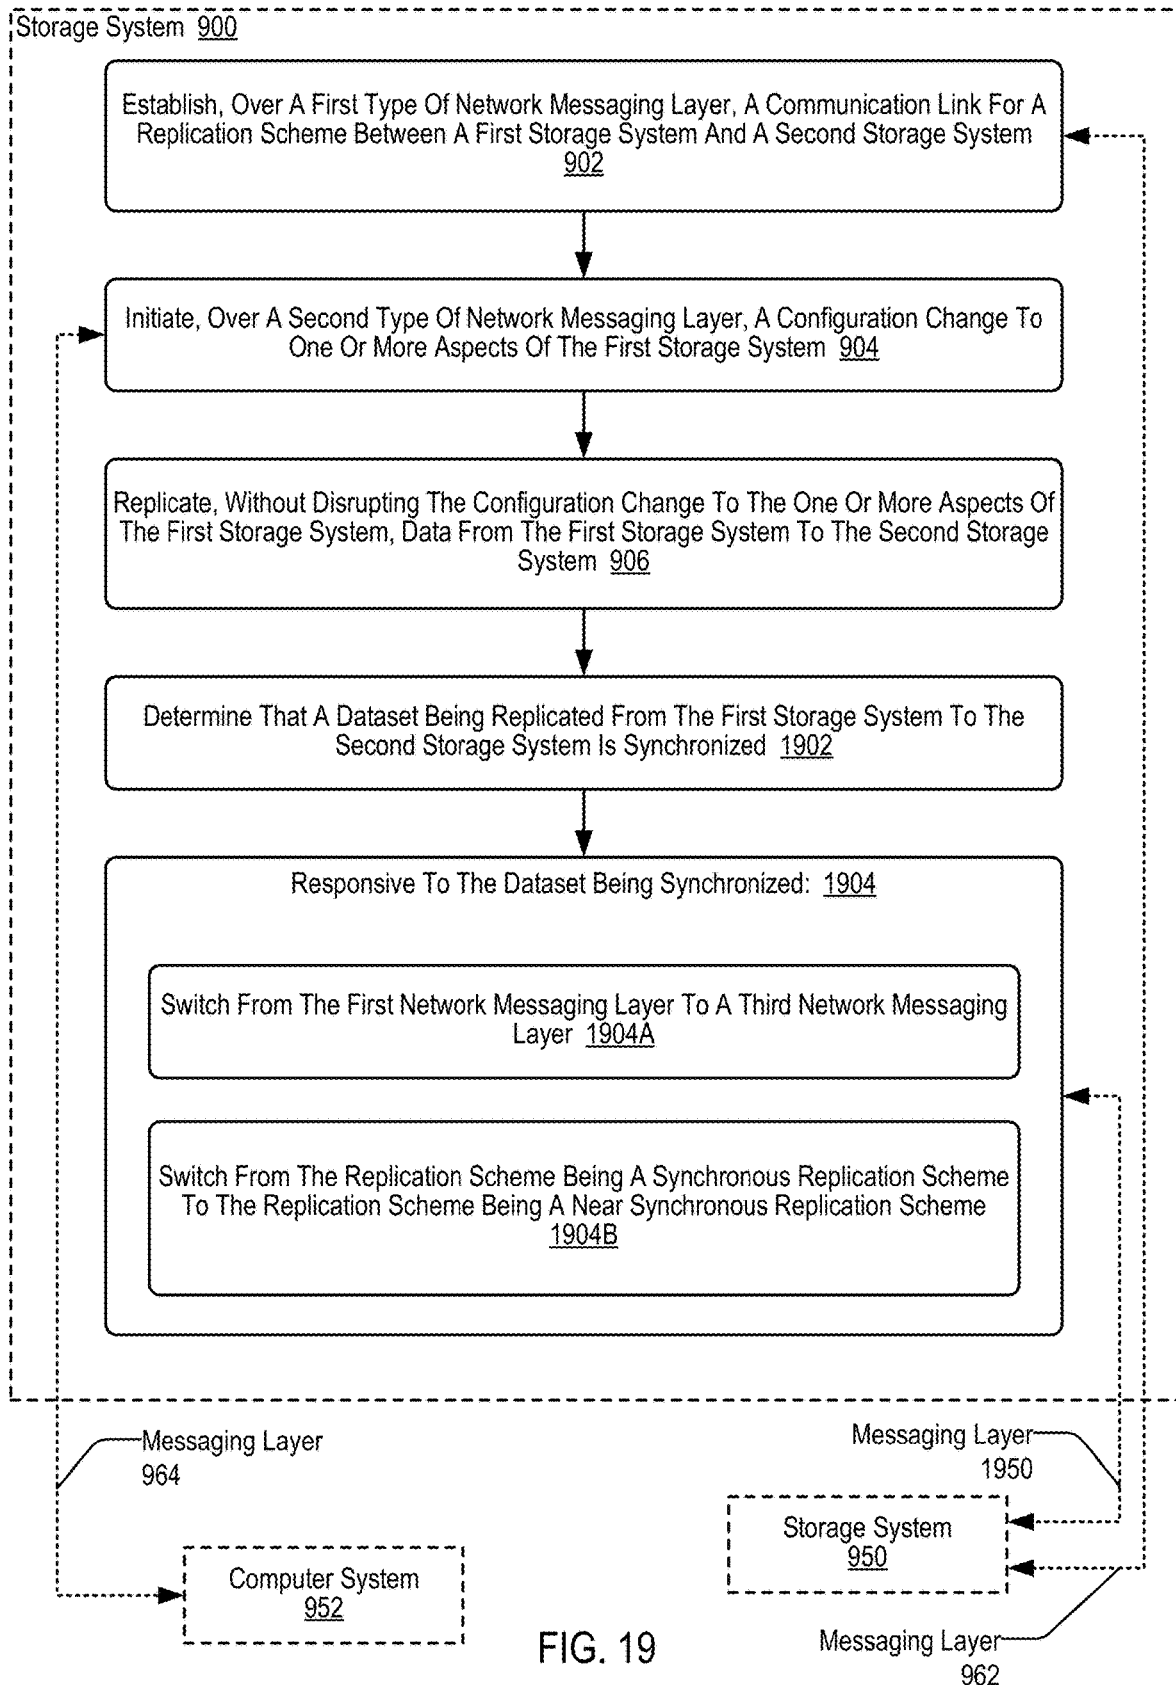 Storage System 900
Establish, Over A First Type Of Network Messaging Layer, A Communication Link For A
Replication Scheme Between A First Storage System And A Second Storage System
902
Initiate, Over A Second Type Of Network Messaging Layer, A Configuration Change To
One Or More Aspects Of The First Storage System 904
Replicate, Without Disrupting The Configuration Change To The One Or More Aspects Of
The First Storage System, Data From The First Storage System To The Second Storage
System 906
Determine That A Dataset Being Replicated From The First Storage System To The
Second Storage System Is Synchronized 1902
Responsive To The Dataset Being Synchronized: 1904
Switch From The First Network Messaging Layer To A Third Network Messaging
Layer 1904A
Switch From The Replication Scheme Being A Synchronous Replication Scheme
To The Replication Scheme Being A Near Synchronous Replication Scheme
1904B
Messaging Layer
964
Messaging Layer
1950
Storage System
950
Computer System
952
Messaging Layer
962
FIG. 19